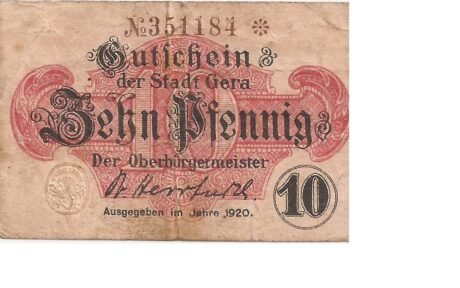 №351184 *
Gutschein
der Stadt Gera
Zehn Pfennig
Der Oberbürgermeister
10
Ausgegeben im Jahre 1920.